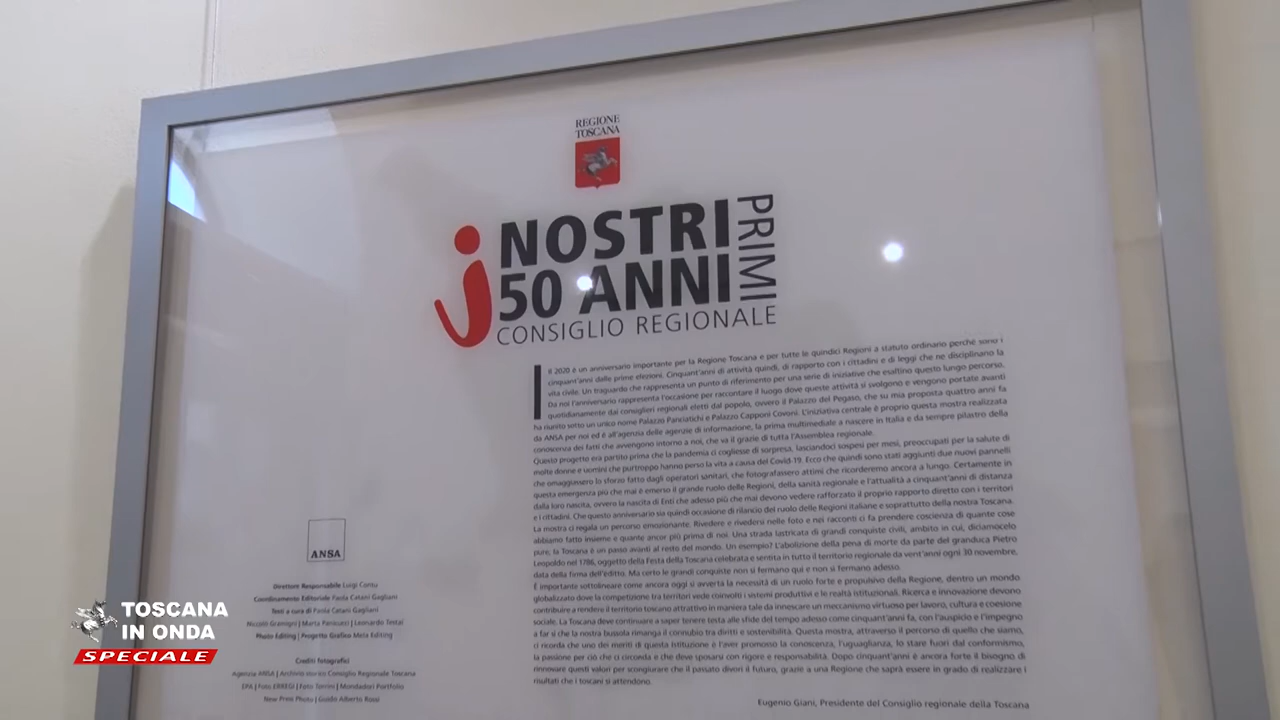 REGIONE
TOSCANA
i NOSTRI
PRIMI
50 ANNI
CONSIGLIO REGIONALE
Il 2020 è un anniversario importante per la Regione Toscana e per tutte le quindici Regioni a statuto ordinario perché sono i
cinquant'anni dalle prime elezioni. Cinquant'anni di attività quindi, di rapporto con i cittadini e di leggi che ne disciplinano la
vita civile. Un traguardo che rappresenta un punto di riferimento per una serie di iniziative che esaltino questo lungo percorso.
Da noi l'anniversario rappresenta l'occasione per raccontare il luogo dove queste attività si svolgono e vengono portate avanti
quotidianamente dai consiglieri regionali eletti dal popolo, ovvero il Palazzo del Pegaso, che su mia proposta quattro anni fa
ha riunito sotto un unico nome Palazzo Panciatichi e Palazzo Capponi Covoni. L'iniziativa centrale è proprio questa mostra realizzata
da ANSA per noi ed è all'agenzia delle agenzie di informazione, la prima multimediale a nascere in Italia e da sempre pilastro della
conoscenza dei fatti che avvengono intorno a noi, che va il grazie di tutta l'Assemblea regionale.
Questo progetto era partito prima che la pandemia ci cogliesse di sorpresa, lasciandoci sospesi per mesi, preoccupati per la salute di
molte donne e uomini che purtroppo hanno perso la vita a causa del Covid-19. Ecco che quindi sono stati aggiunti due nuovi pannelli
che omaggiassero lo sforzo fatto dagli operatori sanitari, che fotografassero attimi che ricorderemo ancora a lungo. Certamente in
questa emergenza più che mai è emerso il grande ruolo delle Regioni, della sanità regionale e l'attualità a cinquant'anni di distanza
dalla loro nascita, ovvero la nascita di Enti che adesso più che mai devono vedere rafforzato il proprio rapporto diretto con i territori
e i cittadini. Che questo anniversario sia quindi occasione di rilancio del ruolo delle Regioni italiane e soprattutto della nostra Toscana.
La mostra ci regala un percorso emozionante. Rivedere e rivedersi nelle foto e nei racconti ci fa prendere coscienza di quante cose
abbiamo fatto insieme e quante ancor più prima di noi. Una strada lastricata di grandi conquiste civili, ambito in cui, diciamocelo
pure, la Toscana è un passo avanti al resto del mondo. Un esempio? L'abolizione della pena di morte da parte del granduca Pietro
Leopoldo nel 1786, oggetto della Festa della Toscana celebrata e sentita in tutto il territorio regionale da vent'anni ogni 30 novembre,
data della firma dell'editto. Ma certo le grandi conquiste non si fermano qui e non si fermano adesso.
È importante sottolineare come ancora oggi si avverta la necessità di un ruolo forte e propulsivo della Regione, dentro un mondo
globalizzato dove la competizione tra territori vede coinvolti i sistemi produttivi e le realtà istituzionali. Ricerca e innovazione devono
contribuire a rendere il territorio toscano attrattivo in maniera tale da innescare un meccanismo virtuoso per lavoro, cultura e coesione
sociale. La Toscana deve continuare a saper tenere testa alle sfide del tempo adesso come cinquant'anni fa, con l'auspicio e l'impegno
a far sì che la nostra bussola rimanga il connubio tra diritti e sostenibilità. Questa mostra, attraverso il percorso di quello che siamo,
ci ricorda che uno dei meriti di questa istituzione è l'aver promosso la conoscenza, l'uguaglianza, lo stare fuori dal conformismo,
la passione per ciò che ci circonda e che deve sposarsi con rigore e responsabilità. Dopo cinquant'anni è ancora forte il bisogno di
rinnovare questi valori per scongiurare che il passato divori il futuro, grazie a una Regione che saprà essere in grado di realizzare i
risultati che i toscani si attendono.
Eugenio Giani, Presidente del Consiglio regionale della Toscana
ANSA
Direttore Responsabile Luigi Contu
Coordinamento Editoriale Paola Catani Gagliani
Testi a cura di Paola Catani Gagliani
Niccolò Gramigni | Marta Panicucci | Leonardo Testai
Photo Editing | Progetto Grafico Meta Editing
Crediti fotografici
Agenzia ANSA | Archivio storico Consiglio Regionale Toscana
EPA | Foto ERREGI | Foto Torrini | Mondadori Portfolio
New Press Photo | Guido Alberto Rossi
TOSCANA
IN ONDA
SPECIALE